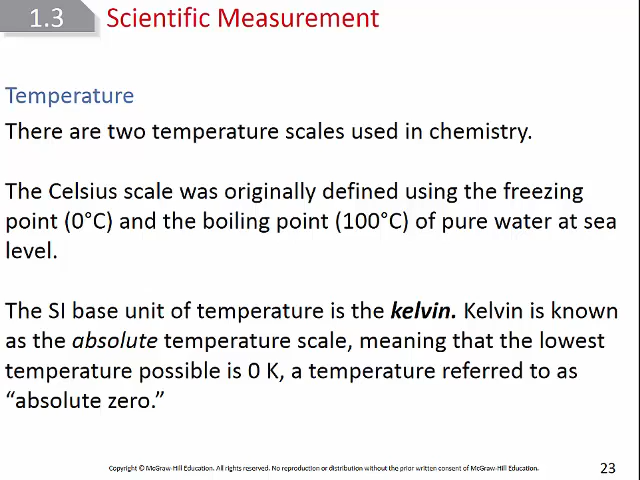 1.3 Scientific Measurement
Temperature
There are two temperature scales used in chemistry.
The Celsius scale was originally defined using the freezing
point (0°C) and the boiling point (100°C) of pure water at sea
level.
The SI base unit of temperature is the kelvin. Kelvin is known
as the absolute temperature scale, meaning that the lowest
temperature possible is 0 K, a temperature referred to as
“absolute zero.”
Copyright © McGraw-Hill Education. All rights reserved. No reproduction or distribution without the prior written consent of McGraw-Hill Education.
23